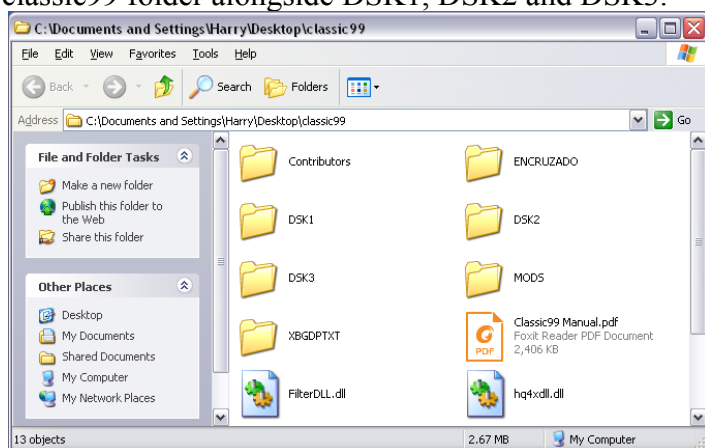 classic99 folder alongside DSK1, DSK2 and DSK3.
C:\Documents and Settings\Harry\Desktop\classic99
File Edit View Favorites Tools Help
Back Search Folders
Address C:\Documents and Settings\Harry\Desktop\classic99 Go
File and Folder Tasks
Make a new folder
Publish this folder to
the Web
Share this folder
Other Places
Desktop
My Documents
Shared Documents
My Computer
My Network Places
Contributors
ENCRUZADO
DSK1
DSK2
DSK3
MODS
XBGDPTXT
PDF
Classic99 Manual.pdf
Foxit Reader PDF Document
2,406 KB
FilterDLL.dll
hq4xdll.dll
13 objects 2.67 MB My Computer